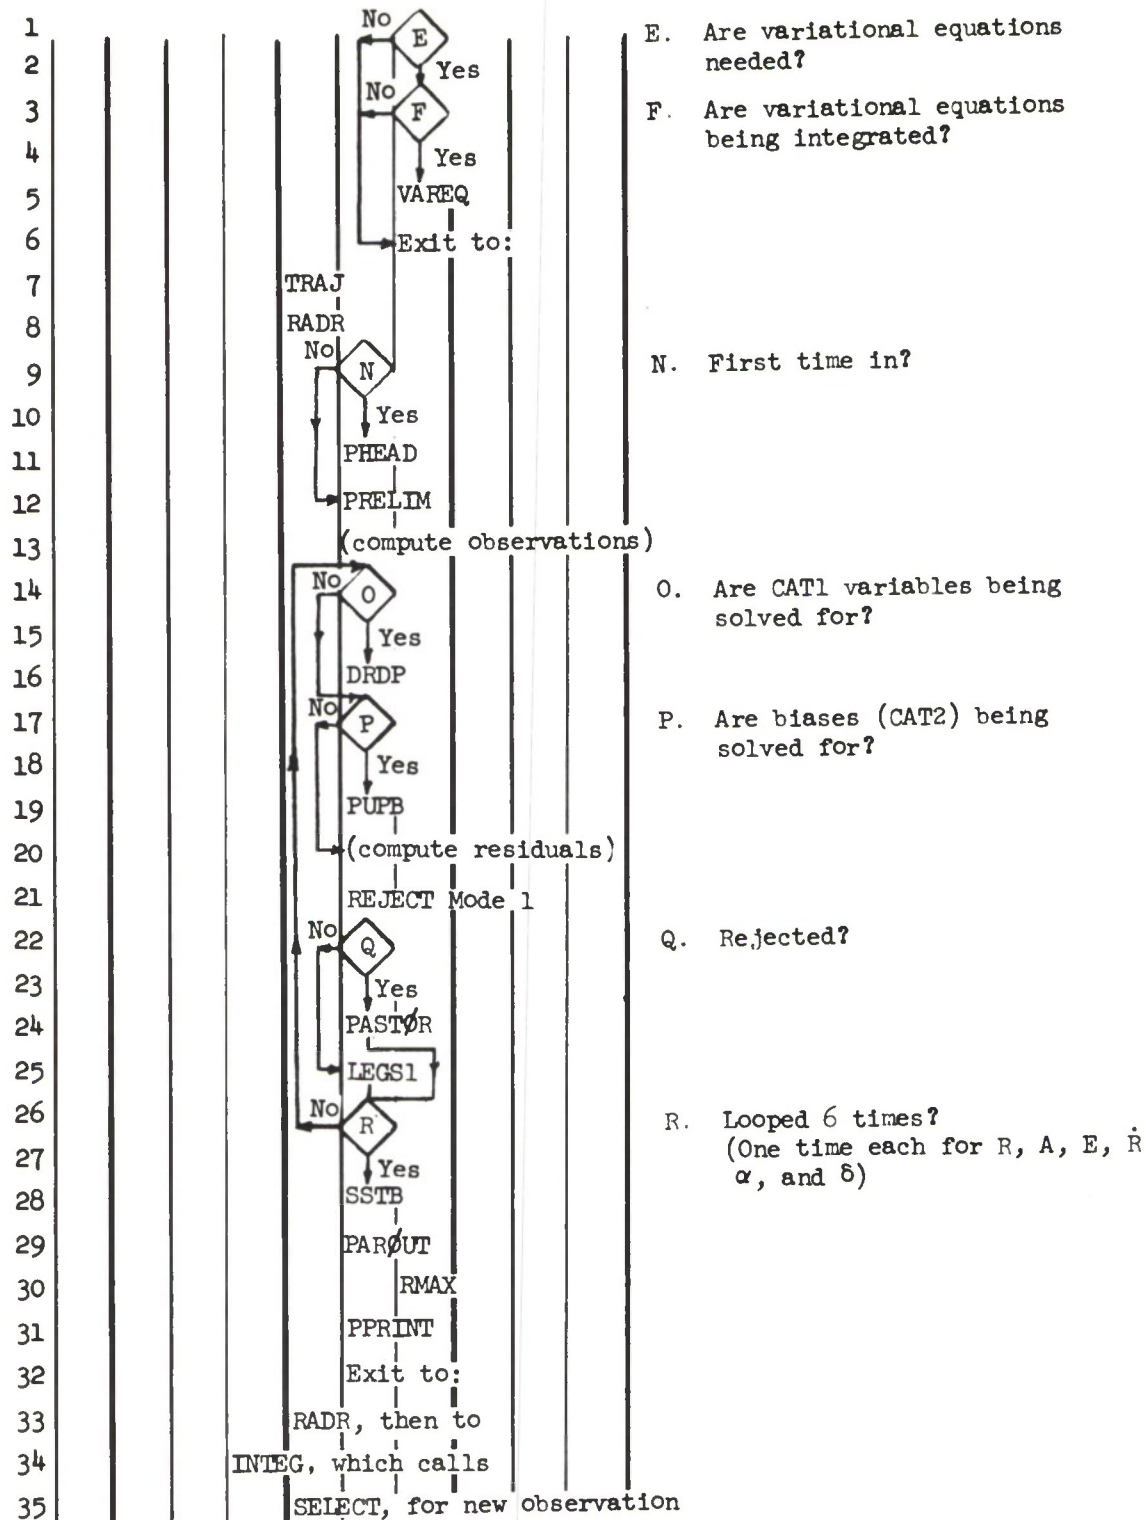 1
No
E
E. Are variational equations
needed?
2
Yes
No
3
F
F. Are variational equations
being integrated?
4
Yes
5
VAREQ
6
Exit to:
7
TRAJ
8
RADR
No
9
N
N. First time in?
10
Yes
11
PHEAD
12
PRELIM
13
(compute observations)
14
No
O
O. Are CAT1 variables being
solved for?
15
Yes
16
DRDP
No
17
P
P. Are biases (CAT2) being
solved for?
18
Yes
19
PUPB
20
(compute residuals)
21
REJECT Mode 1
22
No
Q
Q. Rejected?
23
Yes
24
PASTØR
25
LEGS1
26
No
R
R. Looped 6 times?
(One time each for R, A, E, Ṙ
α, and δ)
27
Yes
28
SSTB
29
PARØUT
30
RMAX
31
PPRINT
32
Exit to:
33
RADR, then to
34
INTEG, which calls
35
SELECT, for new observation